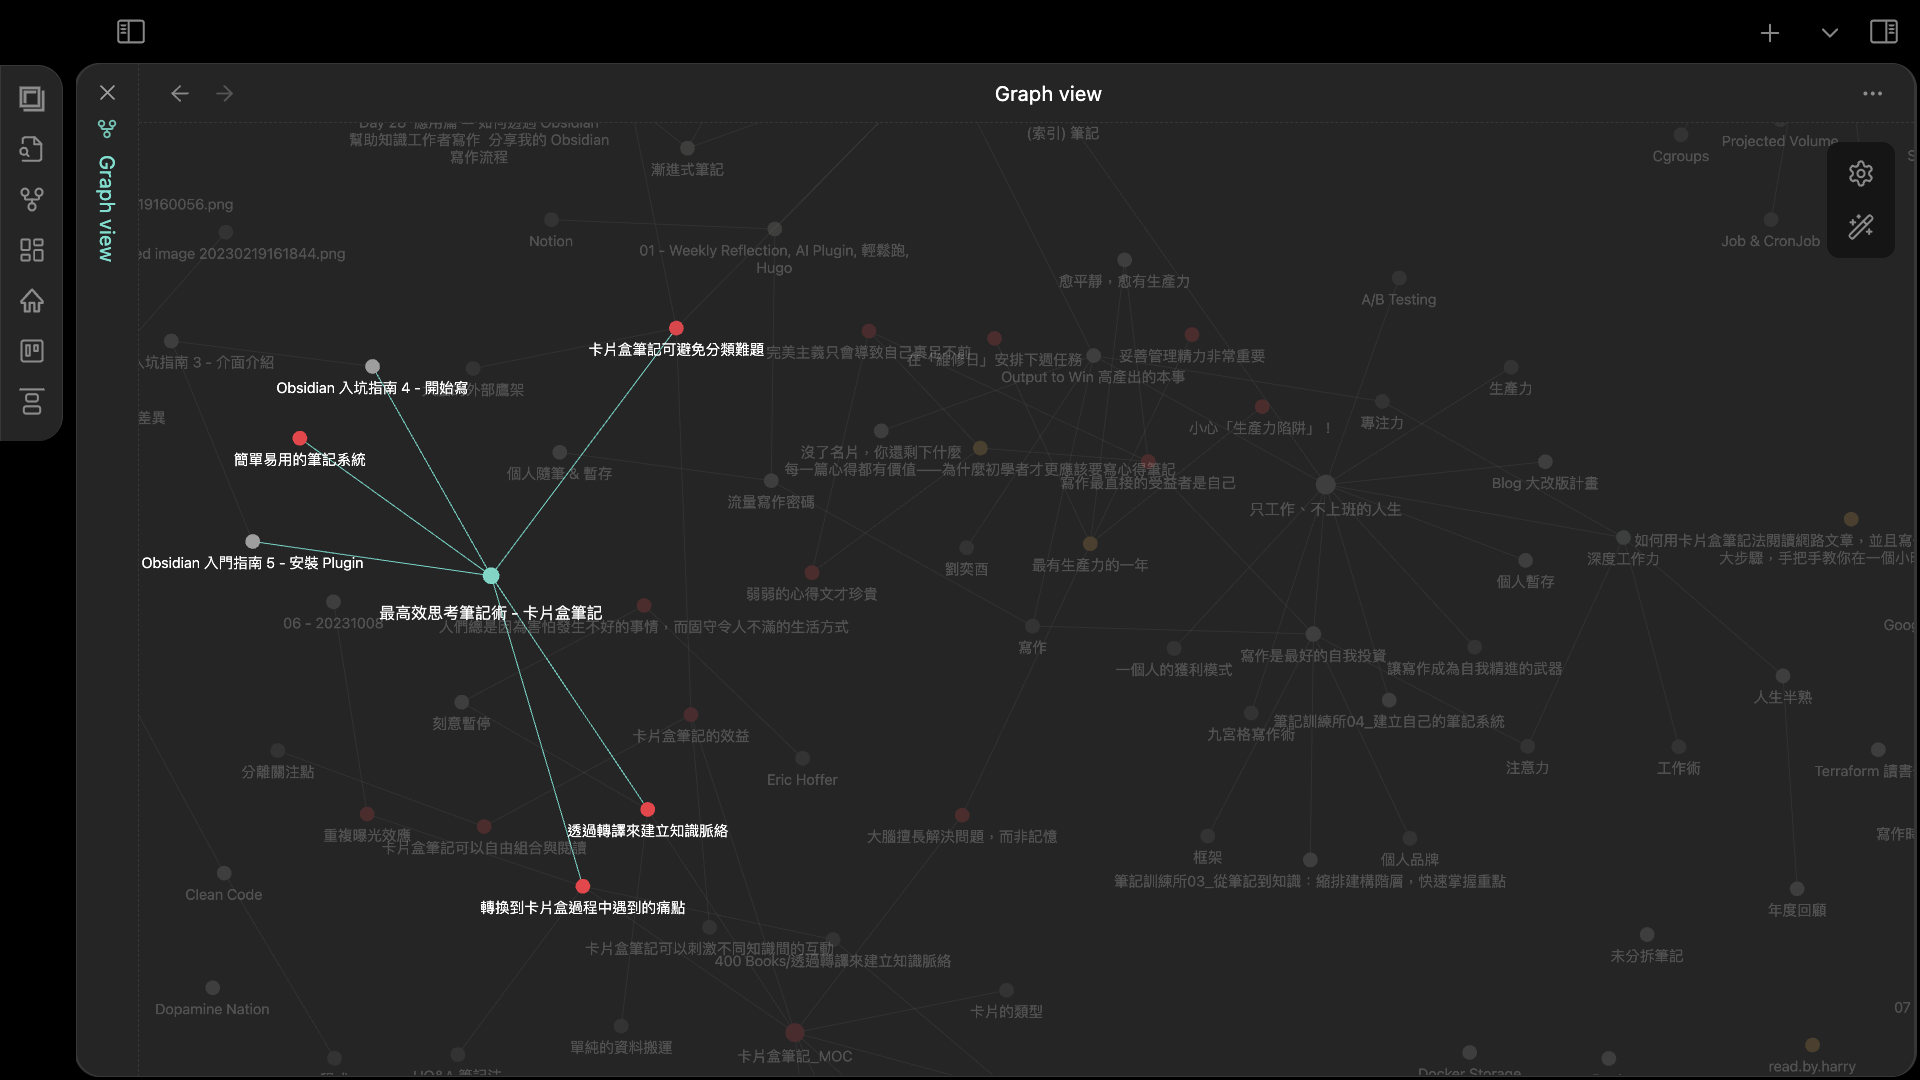 Graph view
Graph view
Day 28 應用篇 — 如何透過 Obsidian
幫助知識工作者寫作 分享我的 Obsidian
寫作流程
(索引) 筆記
漸進式筆記
Cgroups
Projected Volume
19160056.png
ed image 20230219161844.png
Notion
01 - Weekly Reflection, AI Plugin, 輕鬆跑,
Hugo
Job & CronJob
愈平靜，愈有生產力
A/B Testing
入坑指南 3 - 介面介紹
Obsidian 入坑指南 4 - 開始寫
外部鷹架
卡片盒筆記可避免分類難題
完美主義只會導致自己裹足不前
在「維修日」安排下週任務
妥善管理精力非常重要
Output to Win 高產出的本事
生產力
差異
簡單易用的筆記系統
個人隨筆 & 暫存
沒了名片，你還剩下什麼
每一篇心得都有價值——為什麼初學者才更應該要寫心得筆記
寫作最直接的受益者是自己
小心「生產力陷阱」！
專注力
流量寫作密碼
Blog 大改版計畫
只工作、不上班的人生
Obsidian 入門指南 5 - 安裝 Plugin
劉奕酉
最有生產力的一年
個人暫存
深度工作力
如何用卡片盒筆記法閱讀網路文章，並且寫
大步驟，手把手教你在一個小
弱弱的心得文才珍貴
06 - 20231008
最高效思考筆記術 - 卡片盒筆記
人們總是因為害怕發生不好的事情，而固守令人不滿的生活方式
Goog
寫作
一個人的獲利模式
寫作是最好的自我投資
讓寫作成為自我精進的武器
人生半熟
刻意暫停
卡片盒筆記的效益
九宮格寫作術
筆記訓練所04_建立自己的筆記系統
分離關注點
Eric Hoffer
注意力
工作術
Terraform 讀書
重複曝光效應
卡片盒筆記可以自由組合與閱讀
透過轉譯來建立知識脈絡
大腦擅長解決問題，而非記憶
框架
個人品牌
寫作時
筆記訓練所03_從筆記到知識：縮排建構階層，快速掌握重點
Clean Code
轉換到卡片盒過程中遇到的痛點
年度回顧
卡片盒筆記可以刺激不同知識間的互動
400 Books/透過轉譯來建立知識脈絡
未分拆筆記
Dopamine Nation
卡片的類型
07
單純的資料搬運
卡片盒筆記_MOC
HQ&A 筆記法
Docker Storage
read.by.harry